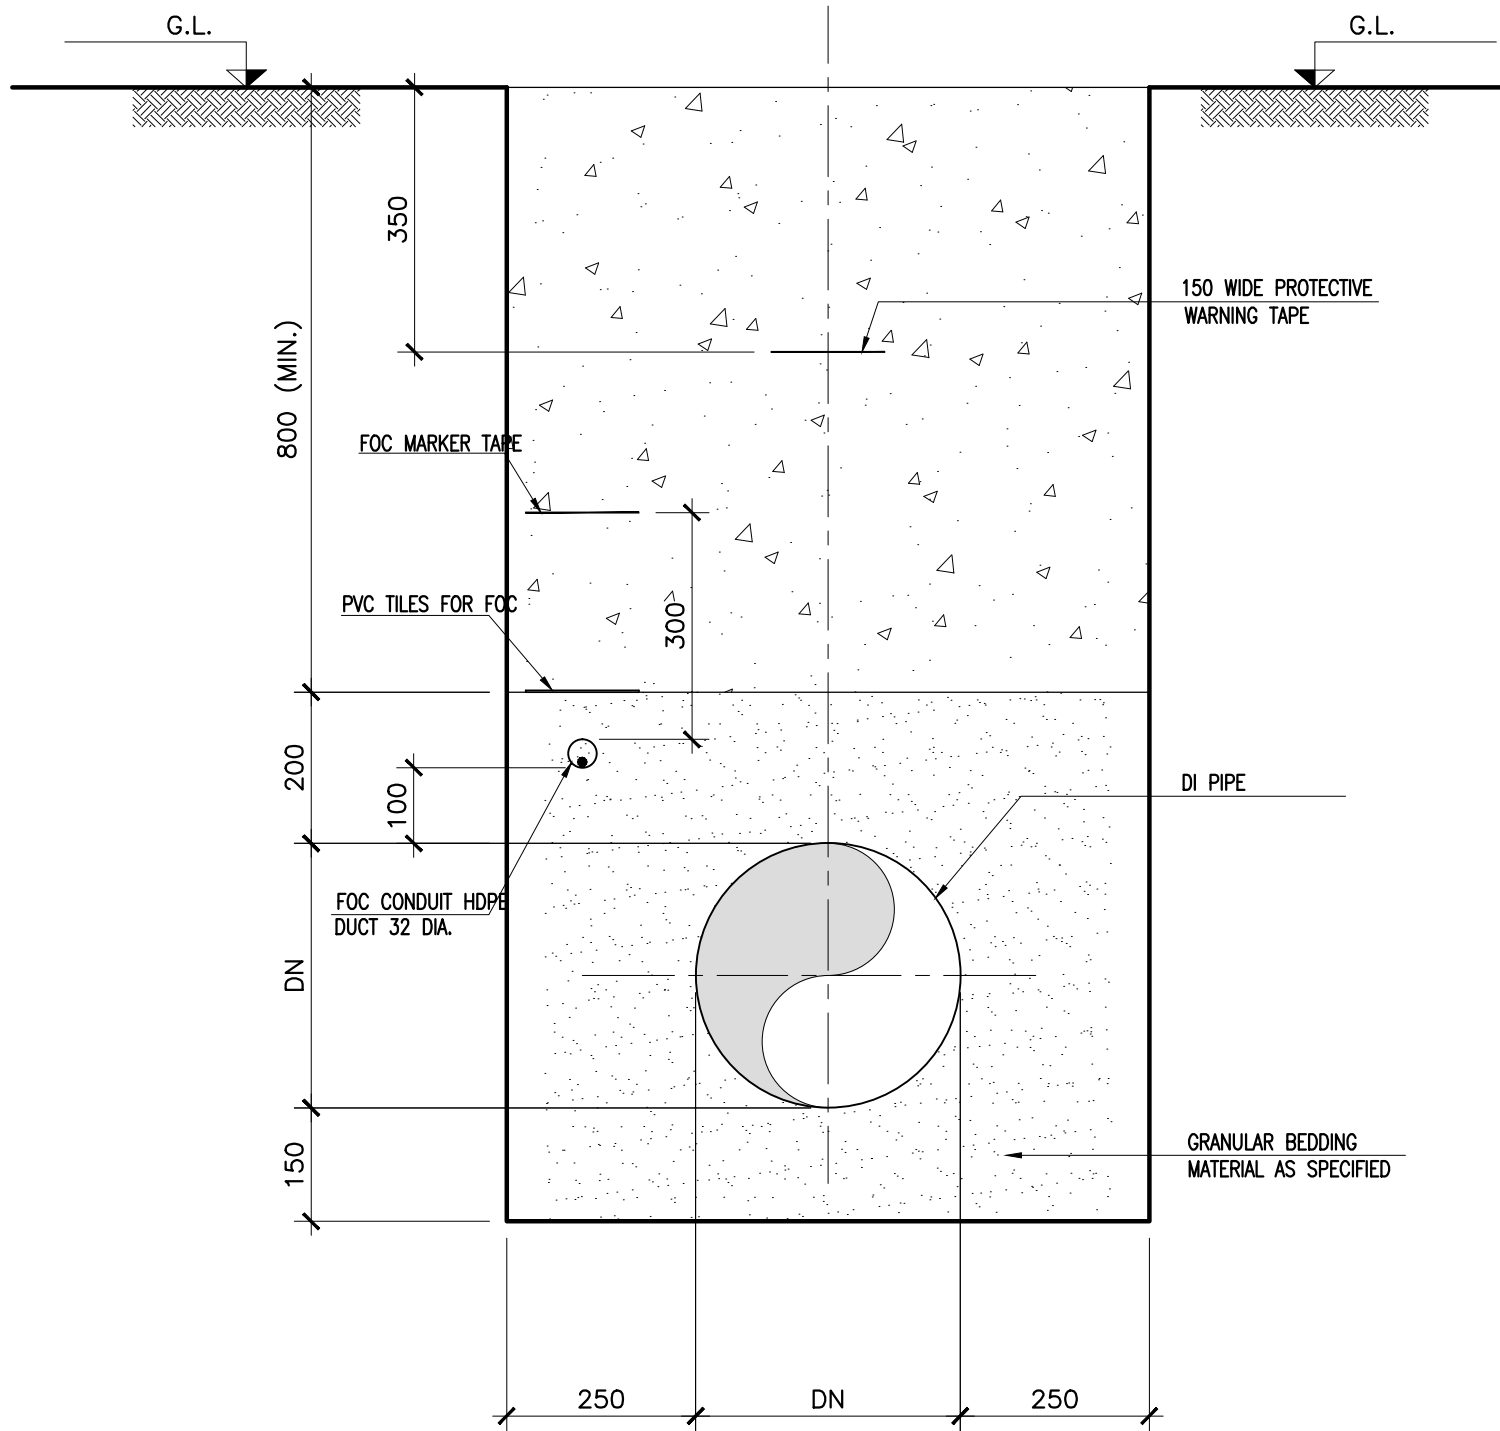 G.L.
G.L.
350
150 WIDE PROTECTIVE
WARNING TAPE
800 (MIN.)
FOC MARKER TAPE
PVC TILES FOR FOC
300
200
100
DI PIPE
FOC CONDUIT HDPE
DUCT 32 DIA.
DN
150
GRANULAR BEDDING
MATERIAL AS SPECIFIED
250
DN
250